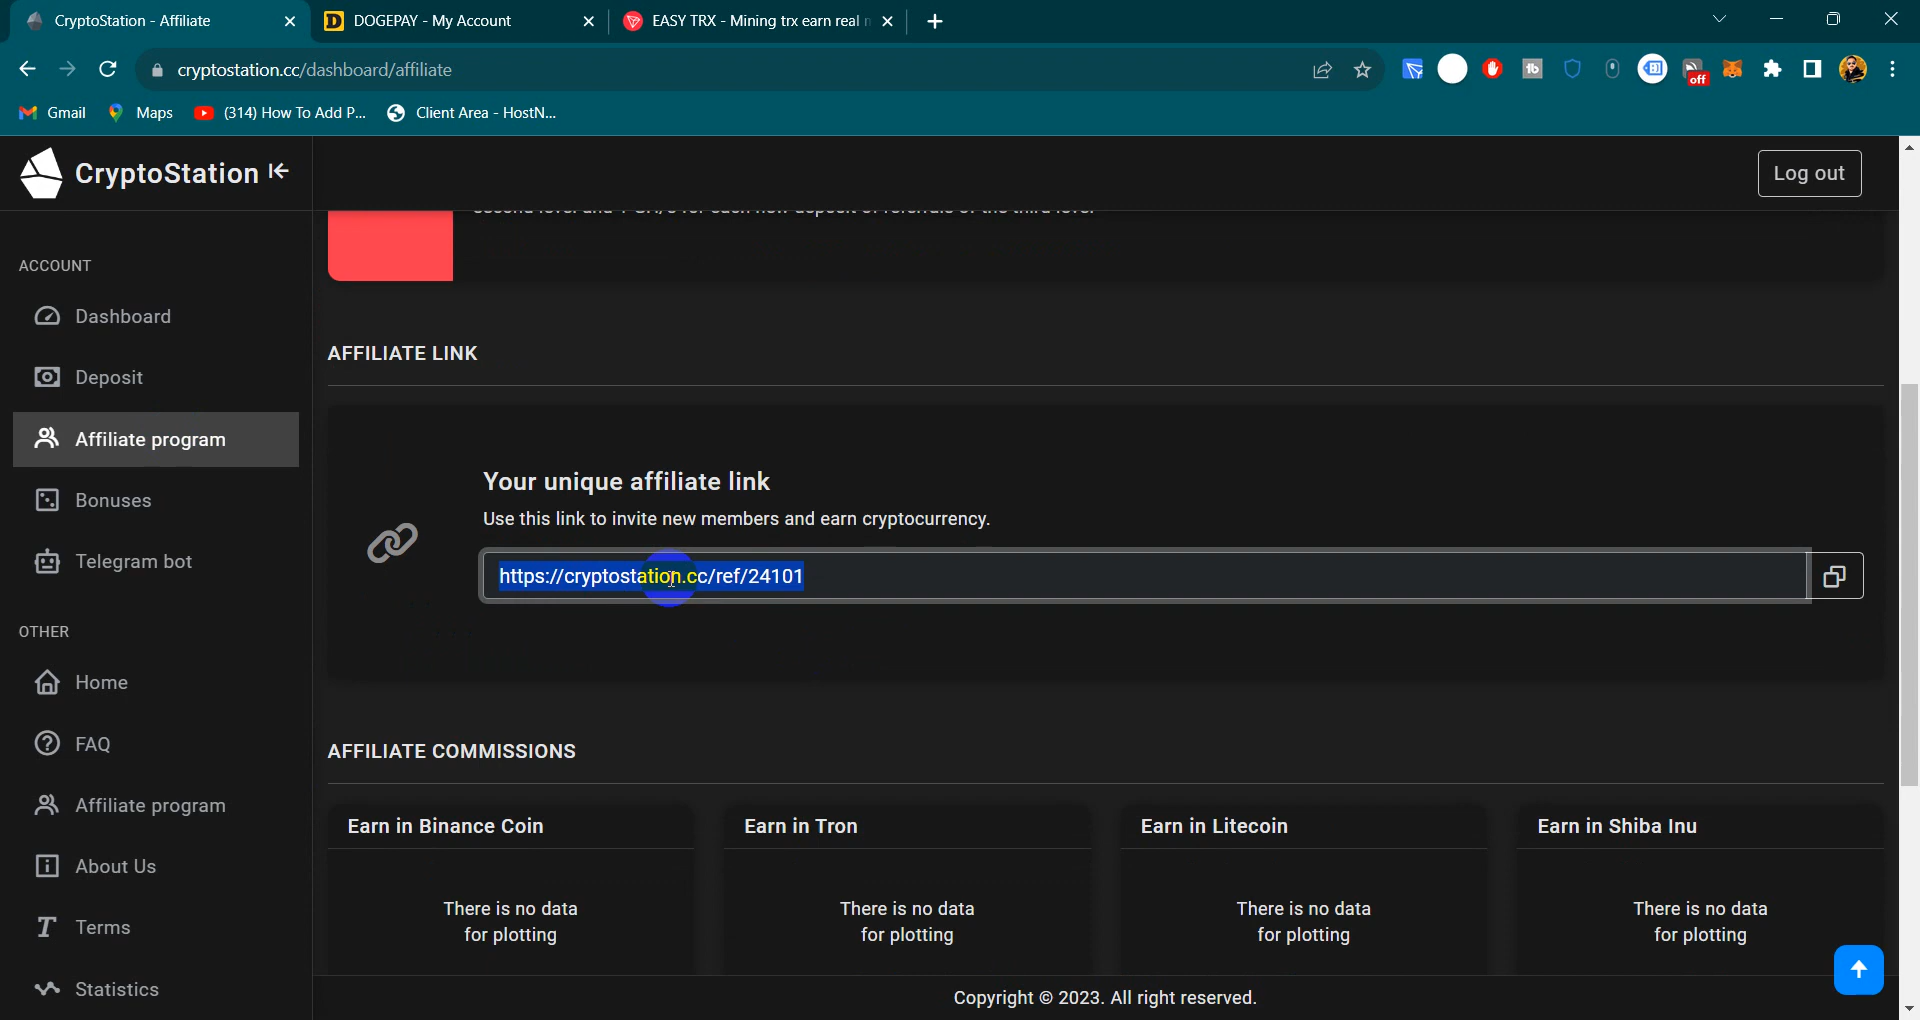 CryptoStation - Affiliate
DOGEPAY - My Account
EASY TRX - Mining trx earn real
cryptostation.cc/dashboard/affiliate
off
Gmail
Maps
(314) How To Add P...
Client Area - HostN...
CryptoStation
Log out
ACCOUNT
Dashboard
Deposit
Affiliate program
Bonuses
Telegram bot
OTHER
Home
FAQ
Affiliate program
About Us
Terms
Statistics
AFFILIATE LINK
Your unique affiliate link
Use this link to invite new members and earn cryptocurrency.
https://cryptostation.cc/ref/24101
AFFILIATE COMMISSIONS
Earn in Binance Coin
There is no data
for plotting
Earn in Tron
There is no data
for plotting
Earn in Litecoin
There is no data
for plotting
Earn in Shiba Inu
There is no data
for plotting
Copyright © 2023. All right reserved.